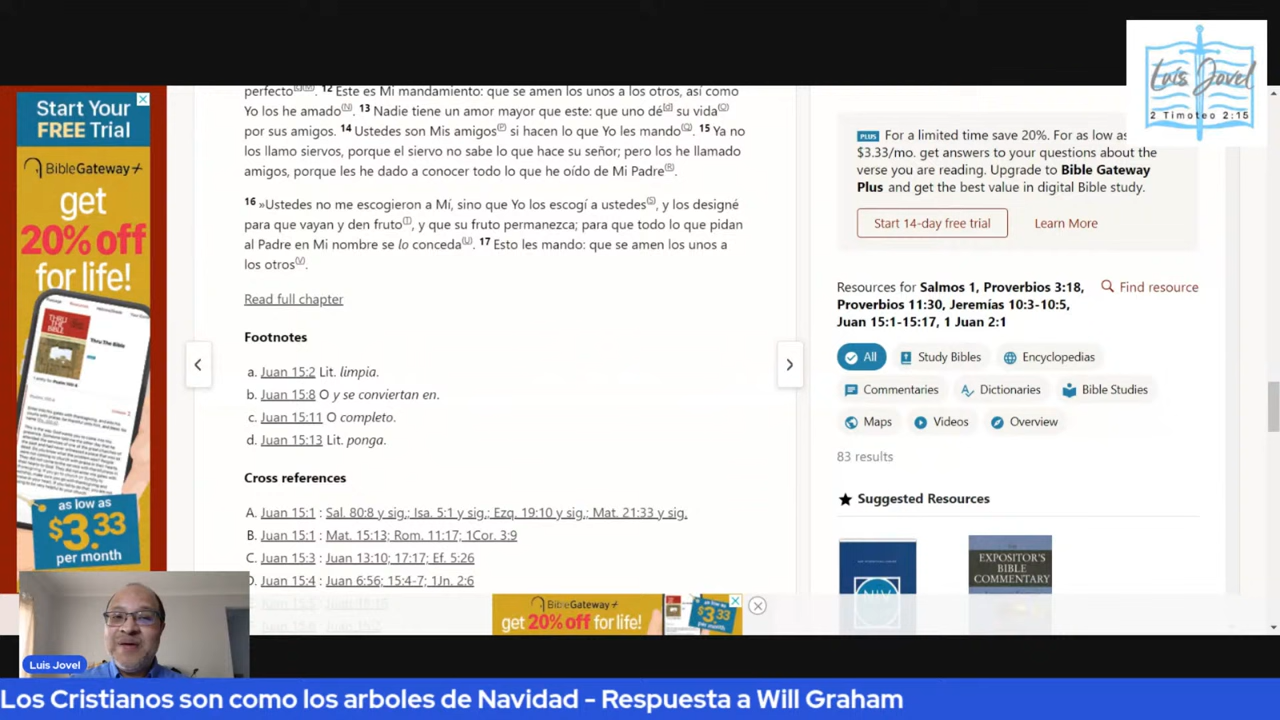 Luis Jovel
2 Timoteo 2:15
Start Your
FREE Trial
BibleGateway+
get
20% off
for life!
as low as
$3.33
per month
perfecto. 12 Este es Mi mandamiento: que se amen los unos a los otros, así como
Yo los he amado[N]. 13 Nadie tiene un amor mayor que este: que uno dé[d] su vida[O]
por sus amigos. 14 Ustedes son Mis amigos[P] si hacen lo que Yo les mando[Q]. 15 Ya no
los llamo siervos, porque el siervo no sabe lo que hace su señor; pero los he llamado
amigos, porque les he dado a conocer todo lo que he oído de Mi Padre[R].
16 »Ustedes no me escogieron a Mí, sino que Yo los escogí a ustedes[S], y los designé
para que vayan y den fruto[T], y que su fruto permanezca; para que todo lo que pidan
al Padre en Mi nombre se lo conceda[U]. 17 Esto les mando: que se amen los unos a
los otros[V].
Read full chapter
Footnotes
a. Juan 15:2 Lit. limpia.
b. Juan 15:8 O y se conviertan en.
c. Juan 15:11 O completo.
d. Juan 15:13 Lit. ponga.
Cross references
A. Juan 15:1 : Sal. 80:8 y sig.; Isa. 5:1 y sig.; Ezq. 19:10 y sig.; Mat. 21:33 y sig.
B. Juan 15:1 : Mat. 15:13; Rom. 11:17; 1Cor. 3:9
C. Juan 15:3 : Juan 13:10; 17:17; Ef. 5:26
D. Juan 15:4 : Juan 6:56; 15:4-7; 1Jn. 2:6
BibleGateway+
get 20% off for life!
$3.33
PLUS For a limited time save 20%. For as low as
$3.33/mo. get answers to your questions about the
verse you are reading. Upgrade to Bible Gateway
Plus and get the best value in digital Bible study.
Start 14-day free trial
Learn More
Resources for Salmos 1, Proverbios 3:18,
Proverbios 11:30, Jeremías 10:3-10:5,
Juan 15:1-15:17, 1 Juan 2:1
Find resource
All
Study Bibles
Encyclopedias
Commentaries
Dictionaries
Bible Studies
Maps
Videos
Overview
83 results
Suggested Resources
NIV
THE
EXPOSITOR'S
BIBLE
COMMENTARY
Luis Jovel
Los Cristianos son como los arboles de Navidad - Respuesta a Will Graham